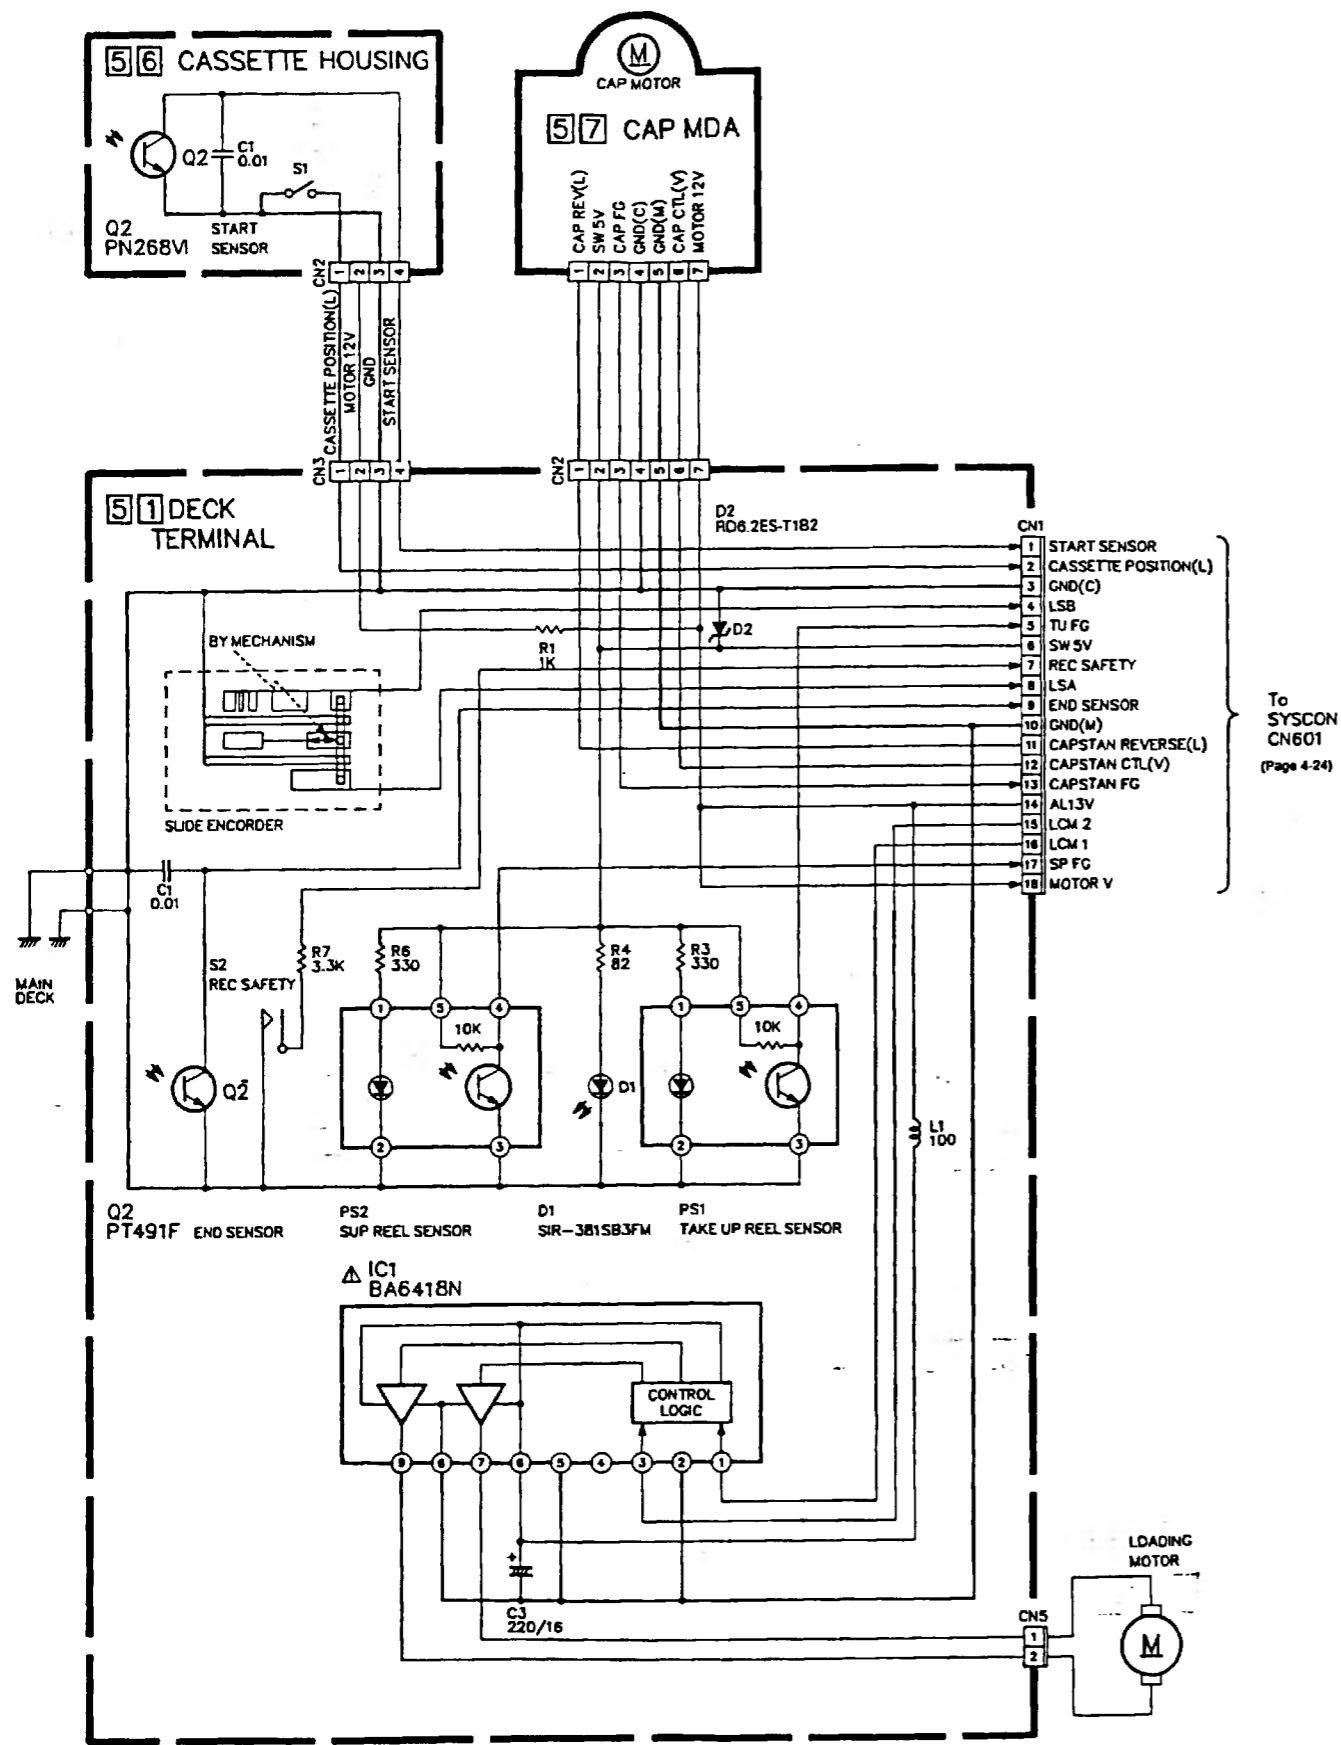 5 6 CASSETTE HOUSING
Q2
C1
0.01
S1
Q2
PN268VI
START
SENSOR
CN2
1 2 3 4
CASSETTE POSITION(L)
MOTOR 12V
GND
START SENSOR
CN3
1 2 3 4
M
CAP MOTOR
5 7 CAP MDA
CAP REV(L)
SW 5V
CAP FG
GND(C)
GND(M)
CAP CTL(V)
MOTOR 12V
1 2 3 4 5 6 7
CN2
1 2 3 4 5 6 7
5 1 DECK
TERMINAL
D2
RD6.2ES-T1B2
CN1
1 START SENSOR
2 CASSETTE POSITION(L)
3 GND(C)
4 LSB
5 TU FG
6 SW 5V
7 REC SAFETY
8 LSA
9 END SENSOR
10 GND(M)
11 CAPSTAN REVERSE(L)
12 CAPSTAN CTL(V)
13 CAPSTAN FG
14 AL13V
15 LCM 2
16 LCM 1
17 SP FG
18 MOTOR V
To
SYSCON
CN601
(Page 4-24)
D2
R1
1K
BY MECHANISM
SLIDE ENCORDER
C1
0.01
MAIN
DECK
S2
REC SAFETY
R7
3.3K
R6
330
R4
82
R3
330
1 5 4
10K
2 3
1 5 4
10K
2 3
Q2
D1
L1
100
Q2
PT491F END SENSOR
PS2
SUP REEL SENSOR
D1
SIR-381SB3FM
PS1
TAKE UP REEL SENSOR
⚠ IC1
BA6418N
CONTROL
LOGIC
9 8 7 6 5 4 3 2 1
+
C3
220/16
LOADING
MOTOR
M
CN5
1
2